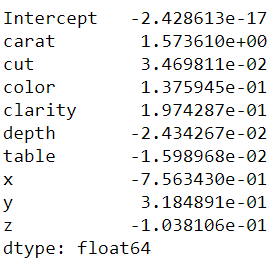 Intercept   -2.428613e-17
carat        1.573610e+00
cut          3.469811e-02
color        1.375945e-01
clarity      1.974287e-01
depth       -2.434267e-02
table       -1.598968e-02
x           -7.563430e-01
y            3.184891e-01
z           -1.038106e-01
dtype: float64